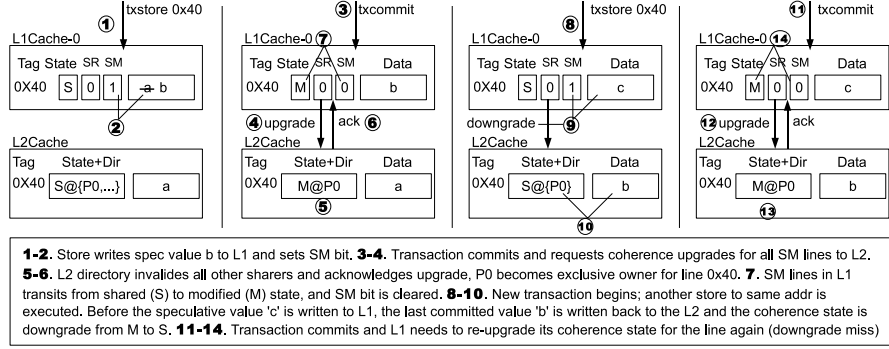 1 txstore 0x40
L1Cache-0
Tag State SR SM
0X40 S 0 1 a b
2
L2Cache
Tag State+Dir
0X40 S@{P0,...} a
3 txcommit
L1Cache-0 7
Tag State SR SM Data
0X40 M 0 0 b
4 upgrade ack 6
L2Cache
Tag State+Dir Data
0X40 M@P0 a
5
8 txstore 0x40
L1Cache-0
Tag State SR SM Data
0X40 S 0 1 c
downgrade 9
L2Cache
Tag State+Dir Data
0X40 S@{P0} b
10
11 txcommit
L1Cache-0 14
Tag State SR SM Data
0X40 M 0 0 c
12 upgrade ack
L2Cache
Tag State+Dir Data
0X40 M@P0 b
13
1-2. Store writes spec value b to L1 and sets SM bit. 3-4. Transaction commits and requests coherence upgrades for all SM lines to L2.
5-6. L2 directory invalides all other sharers and acknowledges upgrade, P0 becomes exclusive owner for line 0x40. 7. SM lines in L1
transits from shared (S) to modified (M) state, and SM bit is cleared. 8-10. New transaction begins; another store to same addr is
executed. Before the speculative value 'c' is written to L1, the last committed value 'b' is written back to the L2 and the coherence state is
downgrade from M to S. 11-14. Transaction commits and L1 needs to re-upgrade its coherence state for the line again (downgrade miss)